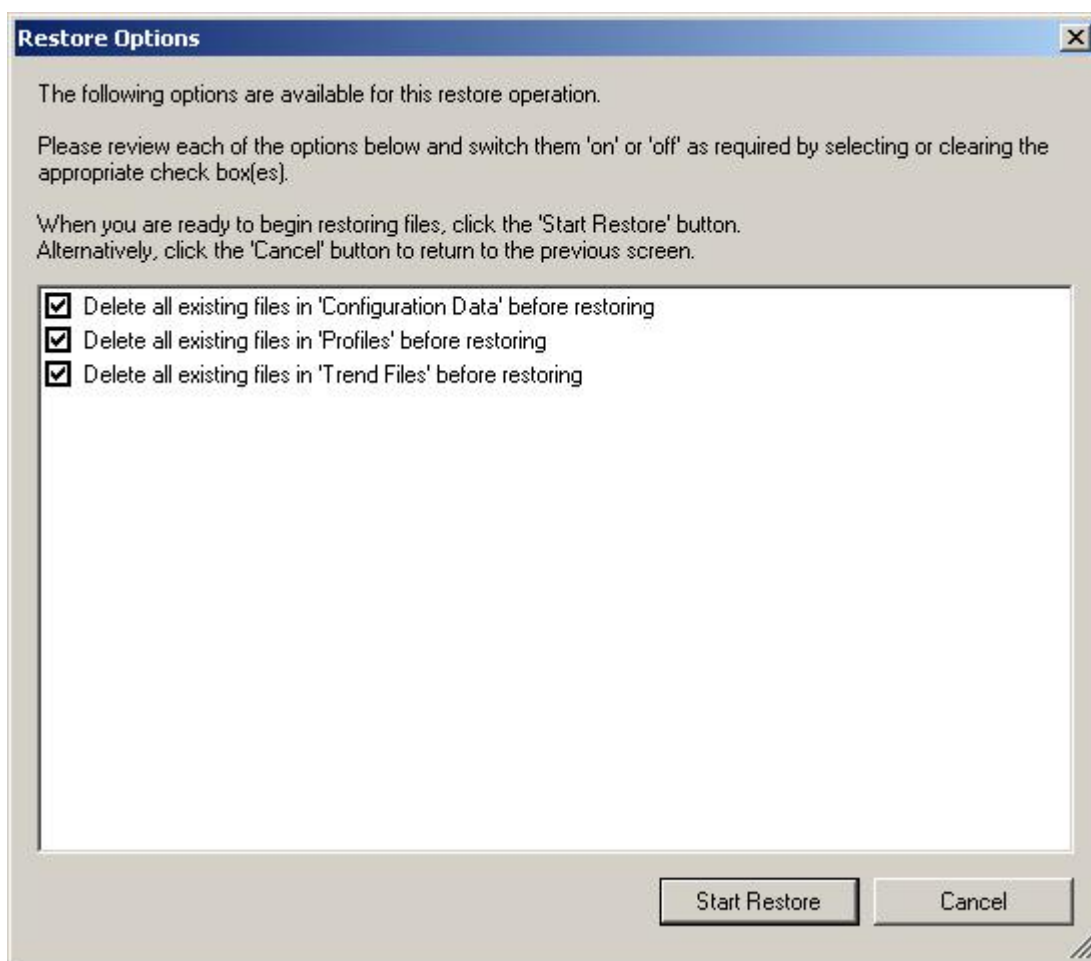 Restore Options
The following options are available for this restore operation.
Please review each of the options below and switch them 'on' or 'off' as required by selecting or clearing the
appropriate check box(es).
When you are ready to begin restoring files, click the 'Start Restore' button.
Alternatively, click the 'Cancel' button to return to the previous screen.
Delete all existing files in 'Configuration Data' before restoring
Delete all existing files in 'Profiles' before restoring
Delete all existing files in 'Trend Files' before restoring
Start Restore
Cancel